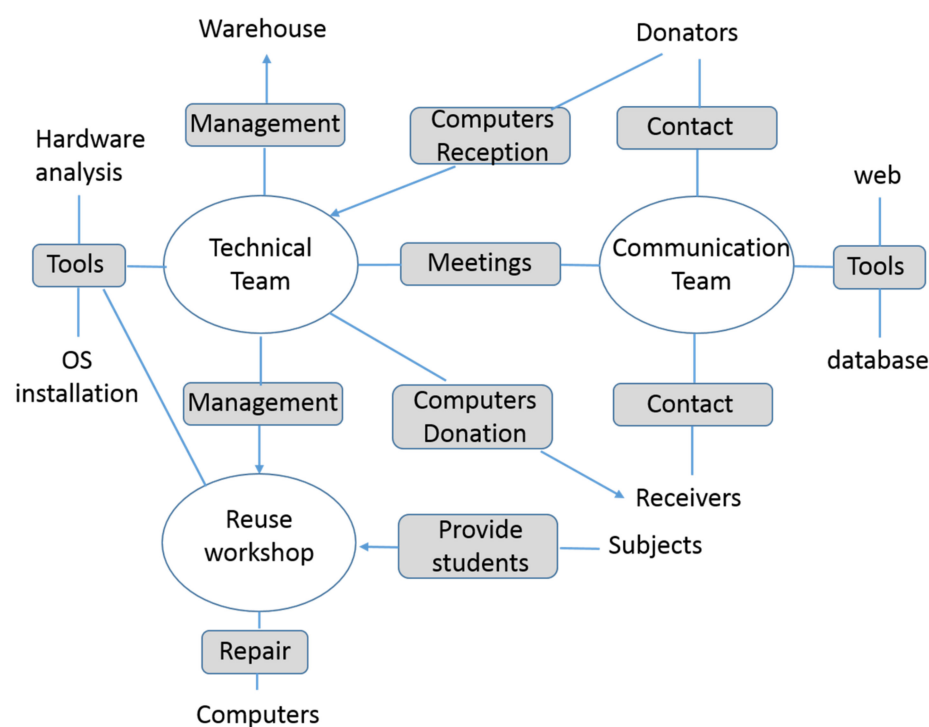 Warehouse
Donators
Management
Computers
Reception
Contact
Hardware
analysis
web
Technical
Team
Communication
Team
Tools
Meetings
Tools
OS
installation
database
Management
Computers
Donation
Contact
Receivers
Reuse
workshop
Provide
students
Subjects
Repair
Computers